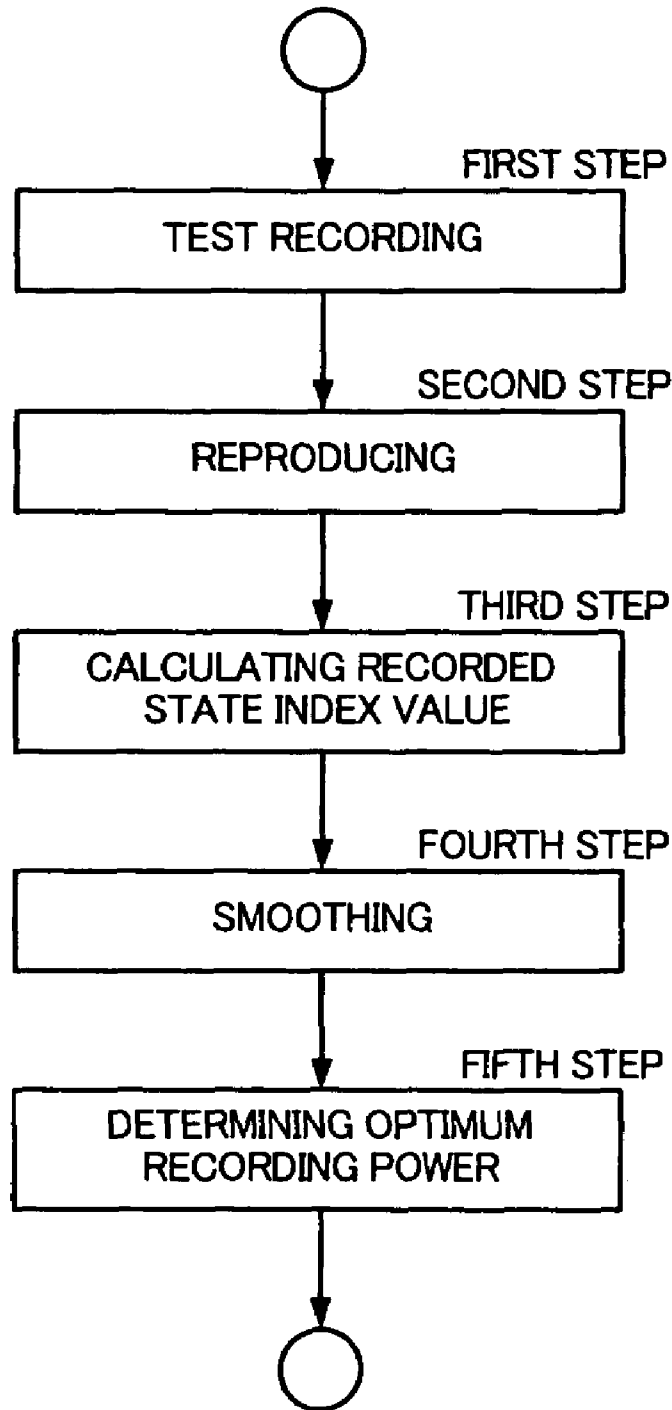 FIRST STEP
TEST RECORDING
SECOND STEP
REPRODUCING
THIRD STEP
CALCULATING RECORDED
STATE INDEX VALUE
FOURTH STEP
SMOOTHING
FIFTH STEP
DETERMINING OPTIMUM
RECORDING POWER